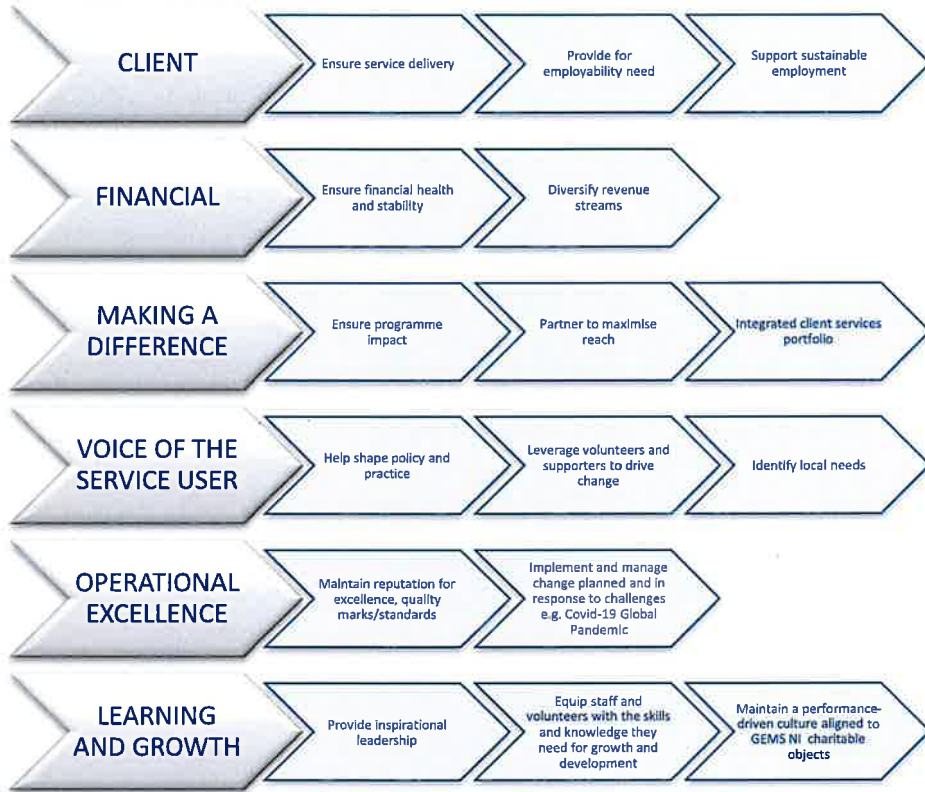 CLIENT
Ensure service delivery
Provide for
employability need
Support sustainable
employment
FINANCIAL
Ensure financial health
and stability
Diversify revenue
streams
MAKING A
DIFFERENCE
Ensure programme
impact
Partner to maximise
reach
Integrated client services
portfolio
VOICE OF THE
SERVICE USER
Help shape policy and
practice
Leverage volunteers and
supporters to drive
change
Identify local needs
OPERATIONAL
EXCELLENCE
Maintain reputation for
excellence, quality
marks/standards
Implement and manage
change planned and in
response to challenges
e.g. Covid-19 Global
Pandemic
LEARNING
AND GROWTH
Provide inspirational
leadership
Equip staff and
volunteers with the skills
and knowledge they
need for growth and
development
Maintain a performance-
driven culture aligned to
GEMS NI charitable
objects